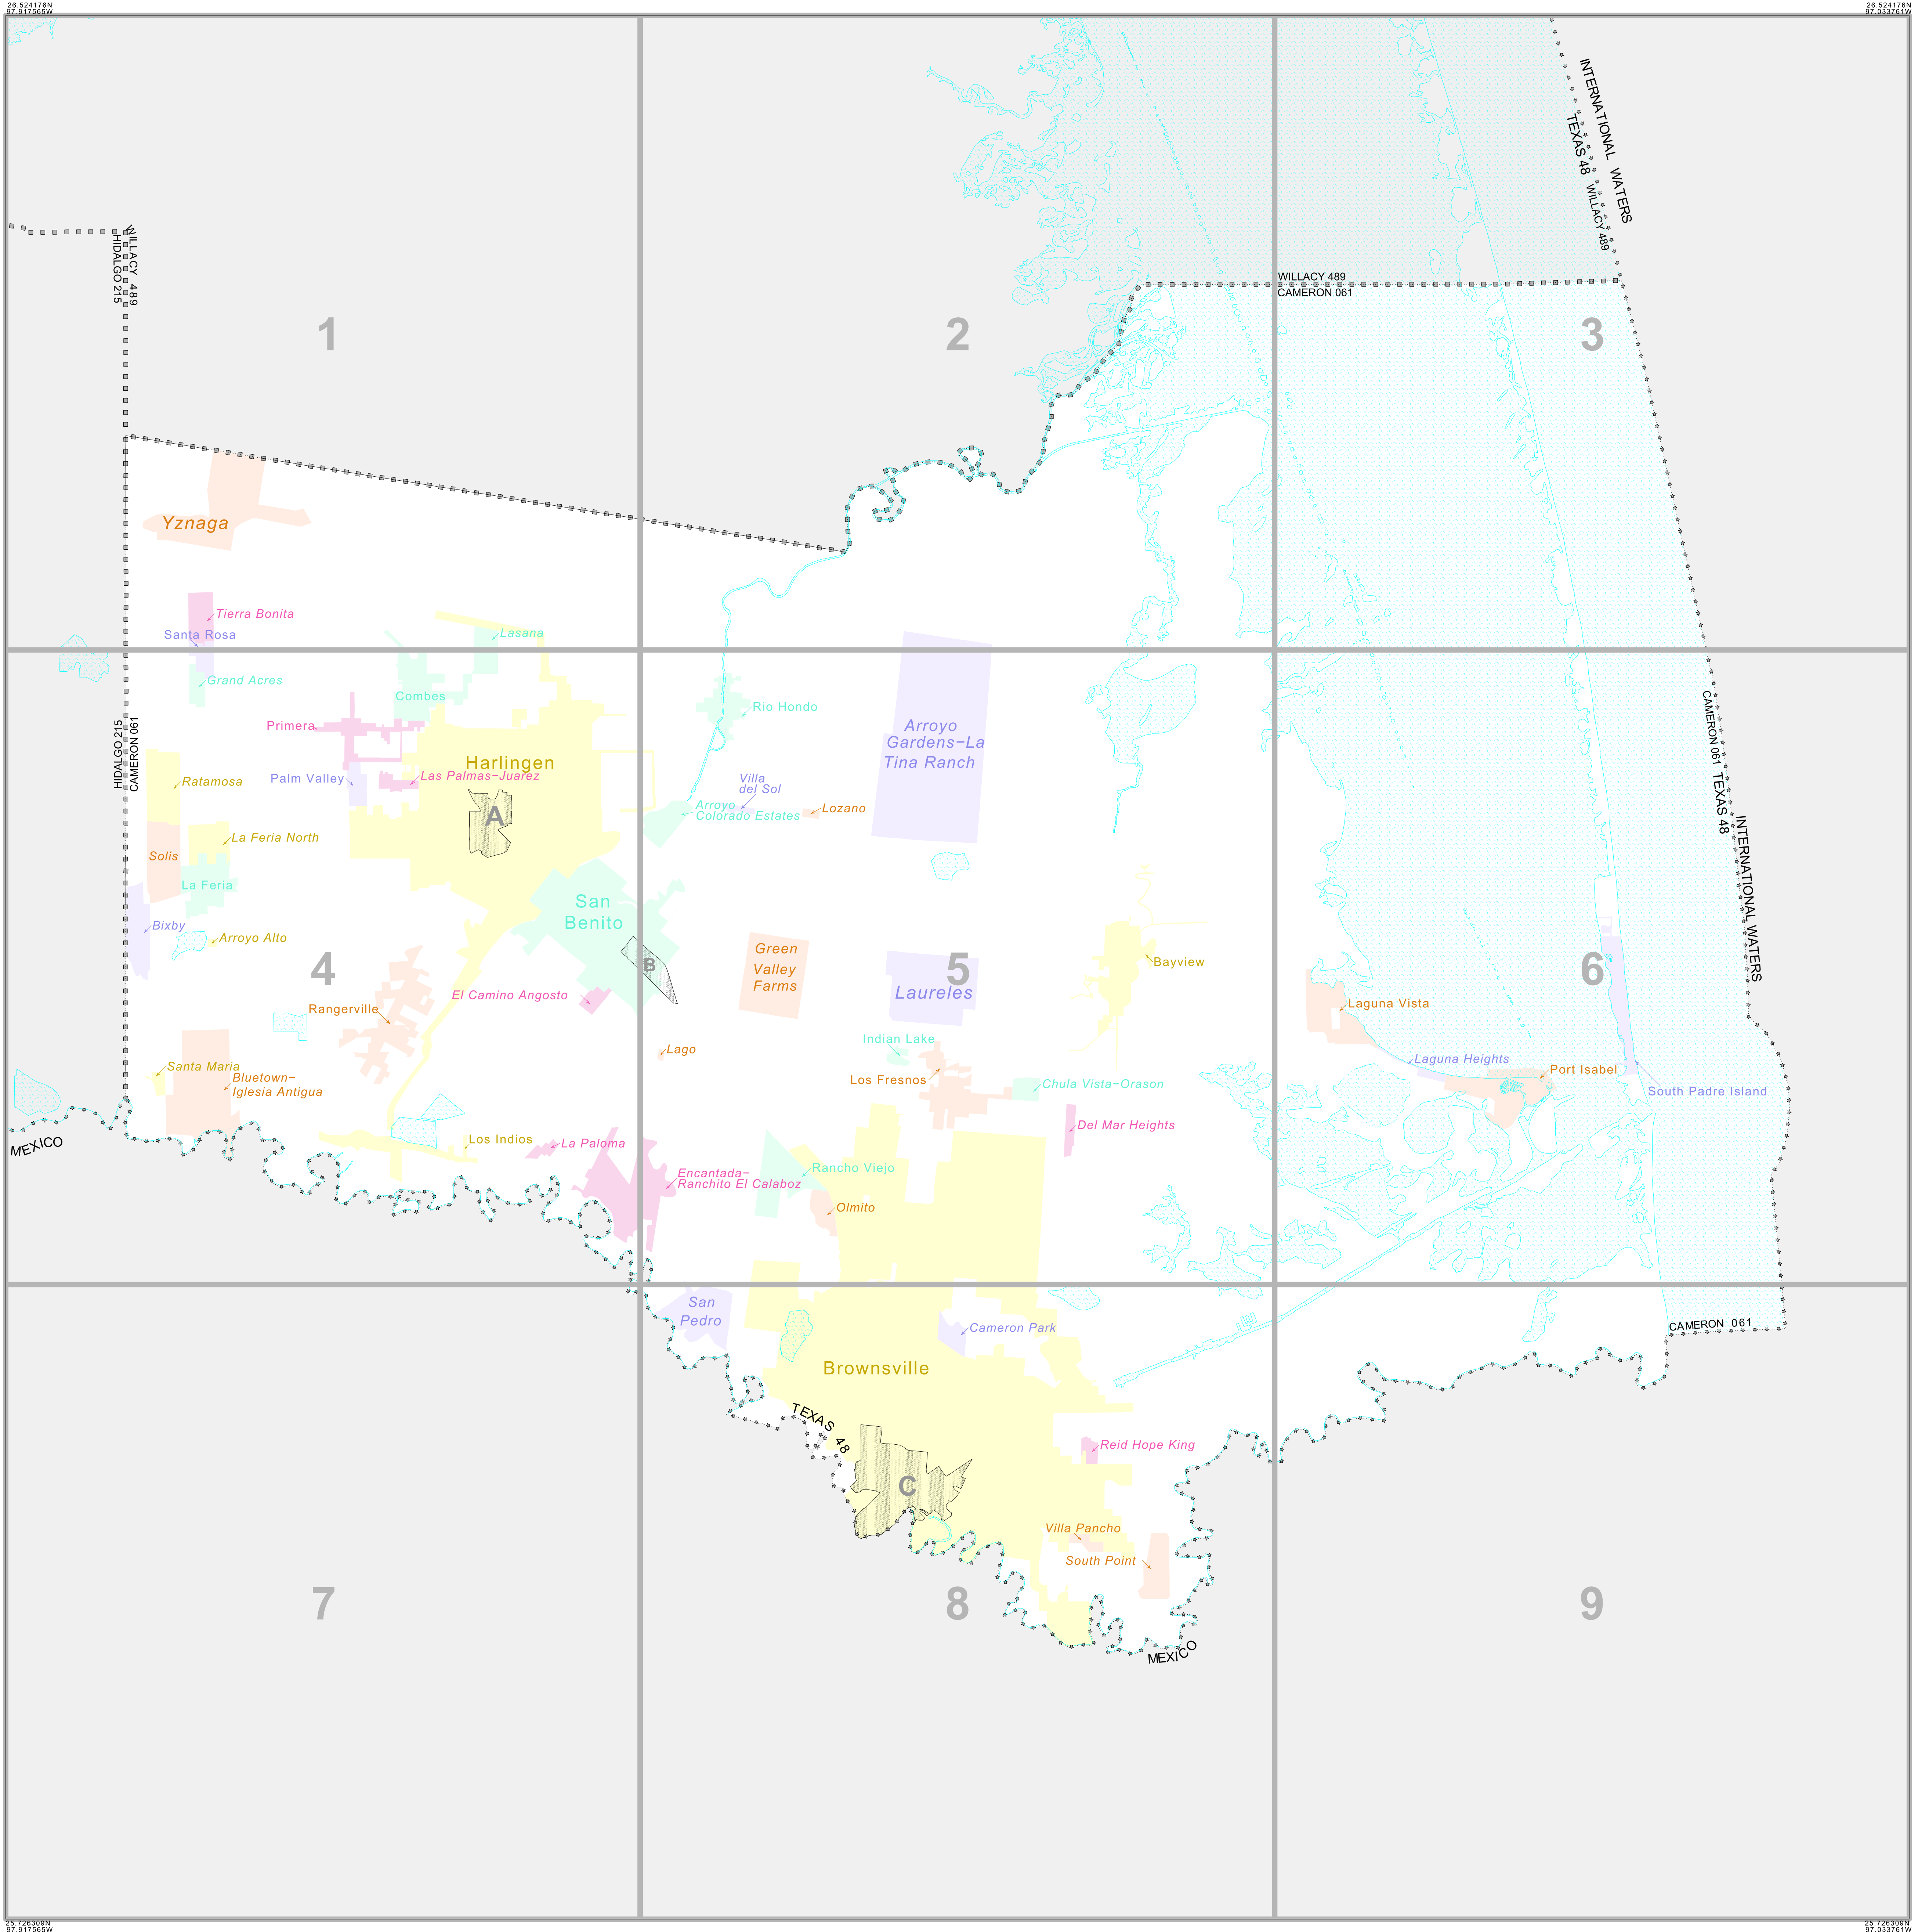 26.524176N
97.917565W
26.524176N
97.033761W
INTERNATIONAL WATERS
TEXAS 48
WILLACY 489
WILLACY 489
HIDALGO 215
WILLACY 489
CAMERON 061
1
2
3
Yznaga
Tierra Bonita
Santa Rosa
Lasana
Grand Acres
Combes
Rio Hondo
Primera
Arroyo
Gardens-La
Tina Ranch
HIDALGO 215
CAMERON 061
CAMERON 061
TEXAS 48
INTERNATIONAL WATERS
Harlingen
Palm Valley
Las Palmas-Juarez
Ratamosa
Villa
del Sol
Arroyo
Colorado Estates
Lozano
A
La Feria North
Solis
La Feria
San
Benito
Bixby
Arroyo Alto
Green
Valley
Farms
4
B
5
6
Laureles
Bayview
El Camino Angosto
Rangerville
Laguna Vista
Indian Lake
Lago
Laguna Heights
Santa Maria
Bluetown-
Iglesia Antigua
Los Fresnos
Chula Vista-Orason
Port Isabel
South Padre Island
Del Mar Heights
MEXICO
Los Indios
La Paloma
Encantada-
Ranchito El Calaboz
Rancho Viejo
Olmito
San
Pedro
Cameron Park
CAMERON 061
Brownsville
TEXAS 48
Reid Hope King
C
Villa Pancho
South Point
7
8
9
MEXICO
25.726309N
97.917565W
25.726309N
97.033761W